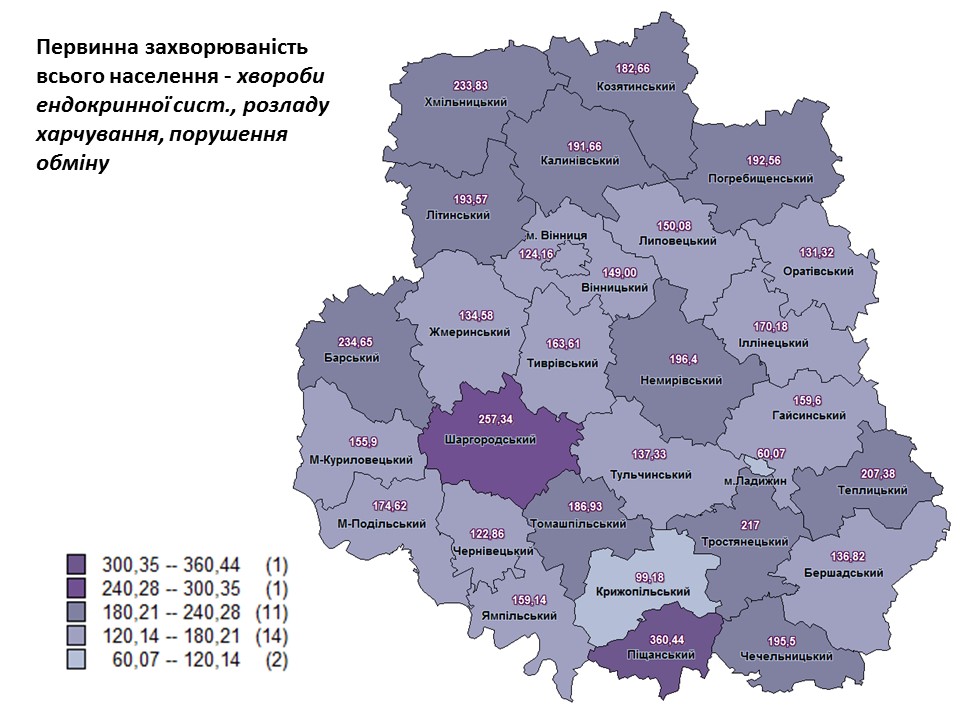 Первинна захворюваність
всього населення - хвороби
ендокринної сист., розладу
харчування, порушення
обміну
182,66
Козятинський
233,83
Хмільницький
191,66
Калинівський
192,56
Погребищенський
193,57
Літинський
150,08
Липовецький
м. Вінниця
124,16
131,32
Оратівський
149,00
Вінницький
134,58
Жмеринський
170,18
Іллінецький
234,65
Барський
163,61
Тиврівський
196,4
Немирівський
159,6
Гайсинський
257,34
Шаргородський
155,9
М-Куриловецький
137,33
Тульчинський
60,07
м.Ладижин
207,38
Теплицький
174,62
М-Подільський
186,93
Томашпільський
217
Тростянецький
122,86
Чернівецький
136,82
Бершадський
99,18
Крижопільський
159,14
Ямпільський
360,44
Піщанський
195,5
Чечельницький
300,35 -- 360,44 (1)
240,28 -- 300,35 (1)
180,21 -- 240,28 (11)
120,14 -- 180,21 (14)
60,07 -- 120,14 (2)